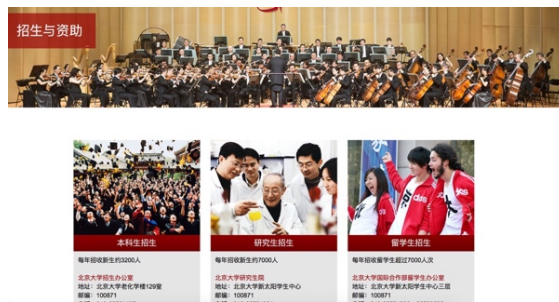 招生与资助
本科生招生
研究生招生
留学生招生
每年招收新生约3200人
每年招收新生约7000人
每年招收留学生超过7000人次
北京大学招生办公室
北京大学研究生院
北京大学国际合作部留学生办公室
地址：北京大学老化学楼129室
地址：北京大学新太阳学生中心
地址：北京大学新太阳学生中心三层
邮编：100871
邮编：100871
邮编：100871